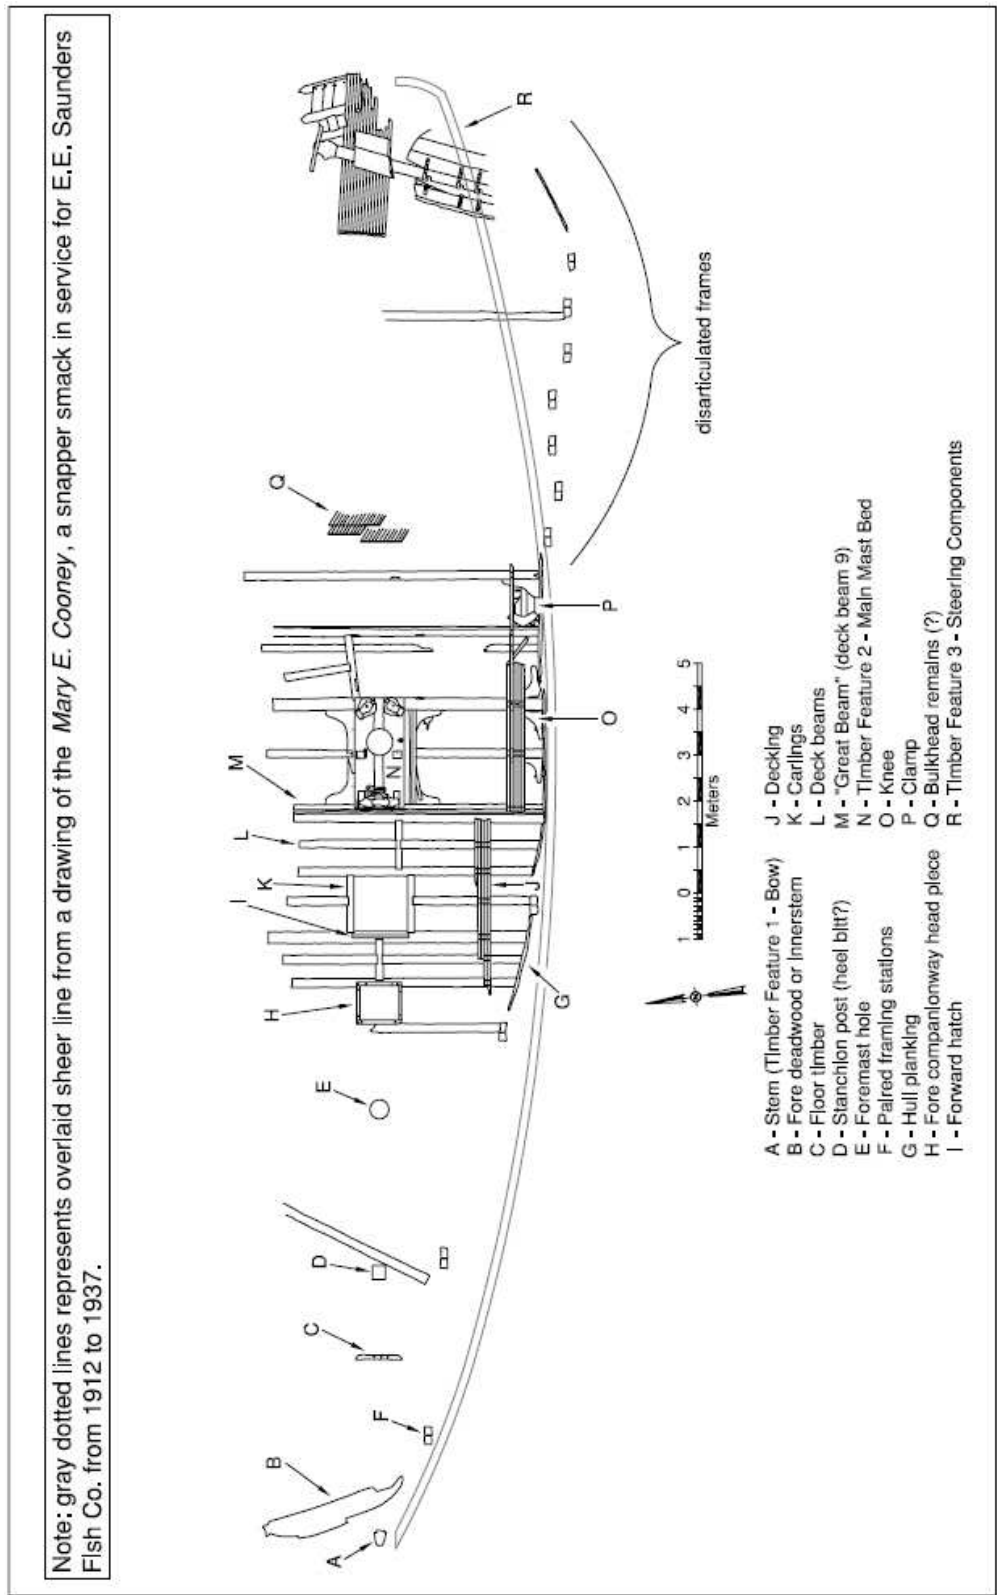 Note: gray dotted lines represents overlaid sheer line from a drawing of the Mary E. Cooney, a snapper smack in service for E.E. Saunders
Fish Co. from 1912 to 1937.
A
B
C
D
E
F
G
H
I
J
K
L
M
N
O
P
Q
R
disarticulated frames
1 0 1 2 3 4 5
Meters
A - Stem (Timber Feature 1 - Bow)
B - Fore deadwood or Innerstem
C - Floor timber
D - Stanchion post (heel bitt?)
E - Foremast hole
F - Paired framing stations
G - Hull planking
H - Fore companionway head piece
I - Forward hatch
J - Decking
K - Carlings
L - Deck beams
M - "Great Beam" (deck beam 9)
N - Timber Feature 2 - Main Mast Bed
O - Knee
P - Clamp
Q - Bulkhead remains (?)
R - Timber Feature 3 - Steering Components